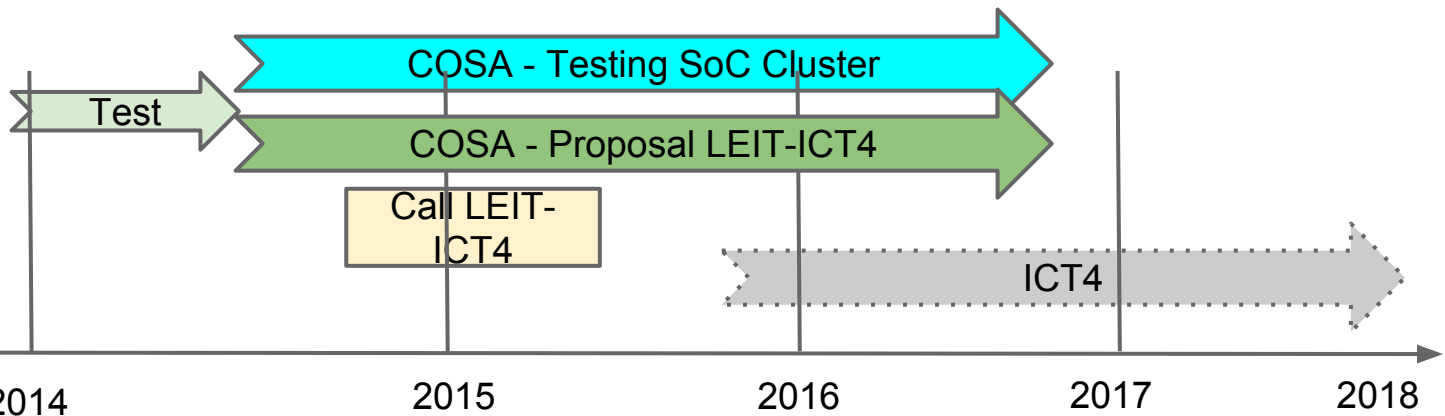 COSA - Testing SoC Cluster
Test
COSA - Proposal LEIT-ICT4
Call LEIT-
ICT4
ICT4
2014
2015
2016
2017
2018